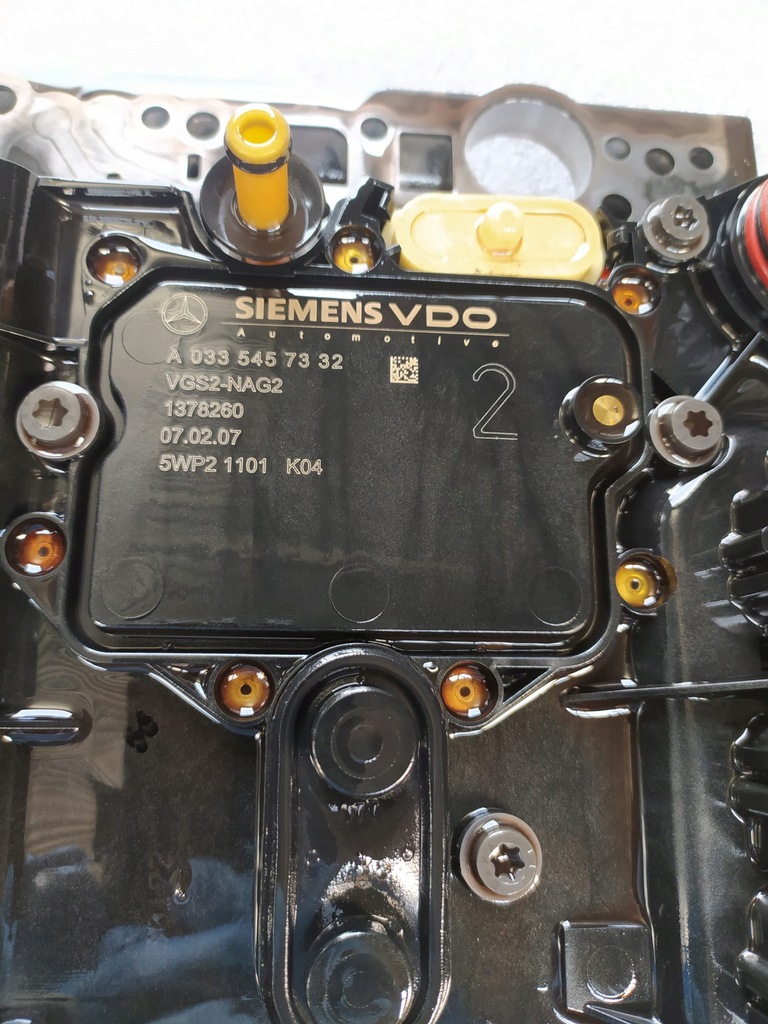 SIEMENS VDO
Automotive
A 033 545 73 32
VGS2-NAG2
1378260
07.02.07
5WP2 1101 K04
2